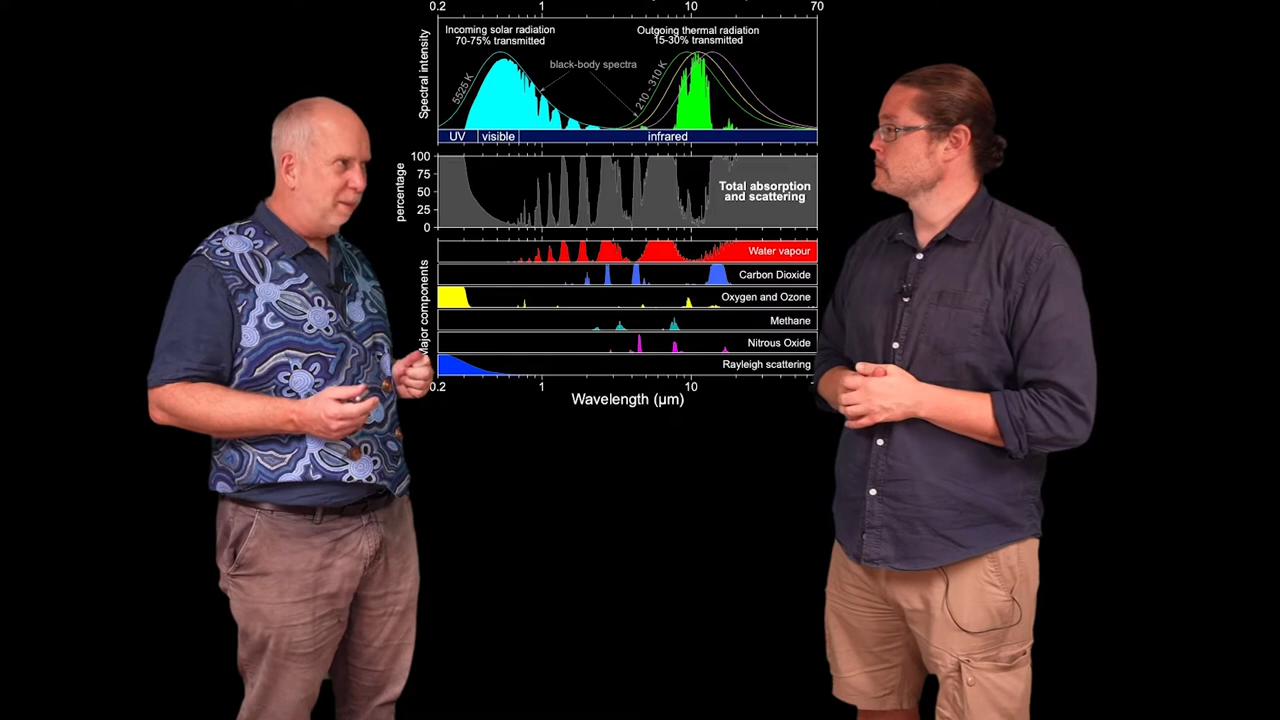 0.2 1 10 70
Incoming solar radiation
70-75% transmitted
Outgoing thermal radiation
15-30% transmitted
Spectral intensity
5525 K
black-body spectra
210 - 310 K
UV visible infrared
percentage
100
75
50
25
0
Total absorption
and scattering
Major components
Water vapour
Carbon Dioxide
Oxygen and Ozone
Methane
Nitrous Oxide
Rayleigh scattering
0.2 1 10
Wavelength (μm)